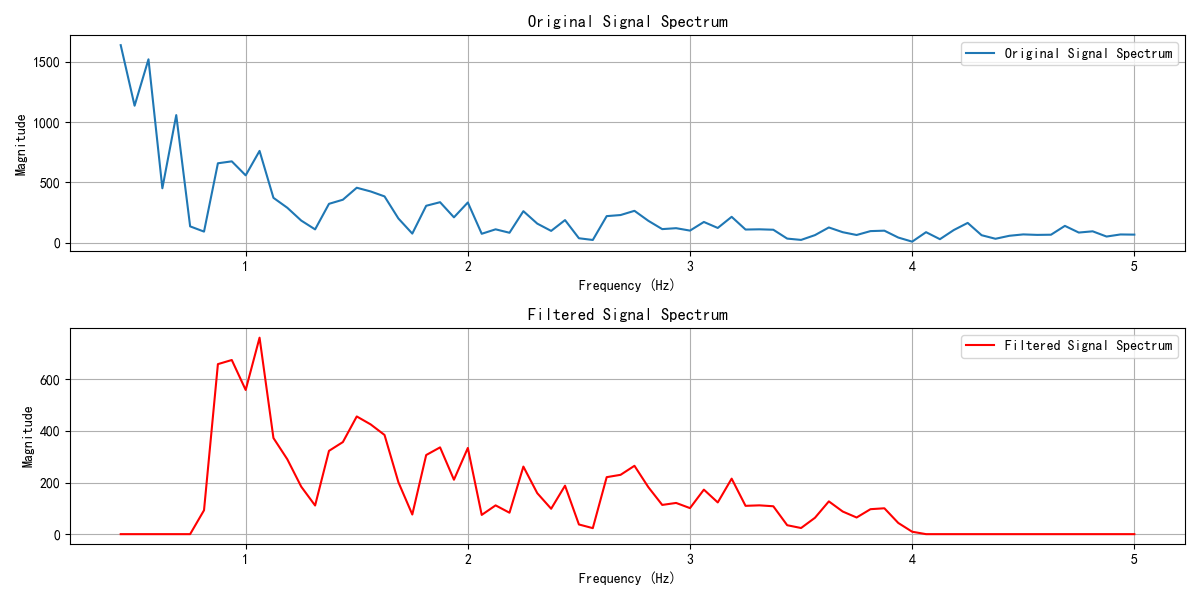 Original Signal Spectrum
Original Signal Spectrum
Magnitude
1500
1000
500
0
1 2 3 4 5
Frequency (Hz)
Filtered Signal Spectrum
Filtered Signal Spectrum
Magnitude
600
400
200
0
1 2 3 4 5
Frequency (Hz)